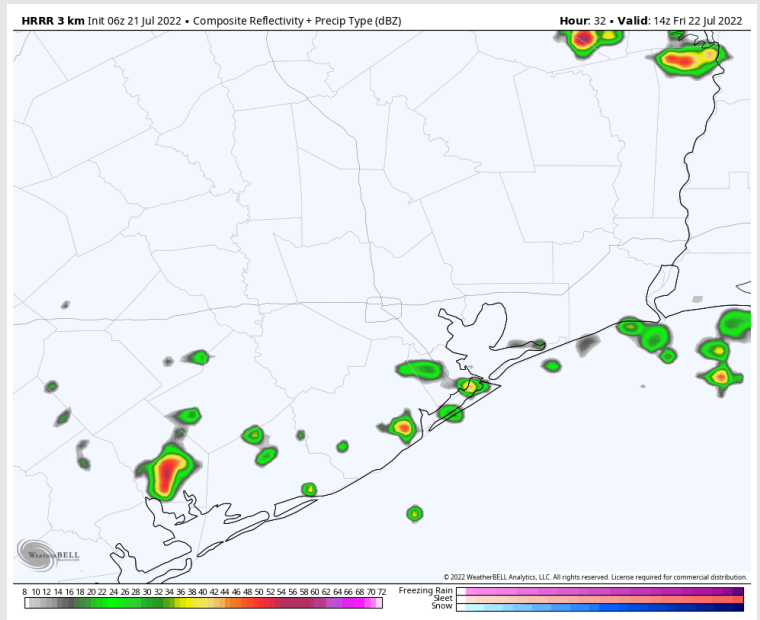 HRRR 3 km Init 06z 21 Jul 2022 • Composite Reflectivity + Precip Type (dBZ)
Hour: 32 • Valid: 14z Fri 22 Jul 2022
WeatherBELL
© 2022 WeatherBELL Analytics, LLC. All rights reserved. License required for commercial distribution.
8 10 12 14 16 18 20 22 24 26 28 30 32 34 36 38 40 42 44 46 48 50 52 54 56 58 60 62 64 66 68 70 72
Freezing Rain
Sleet
Snow